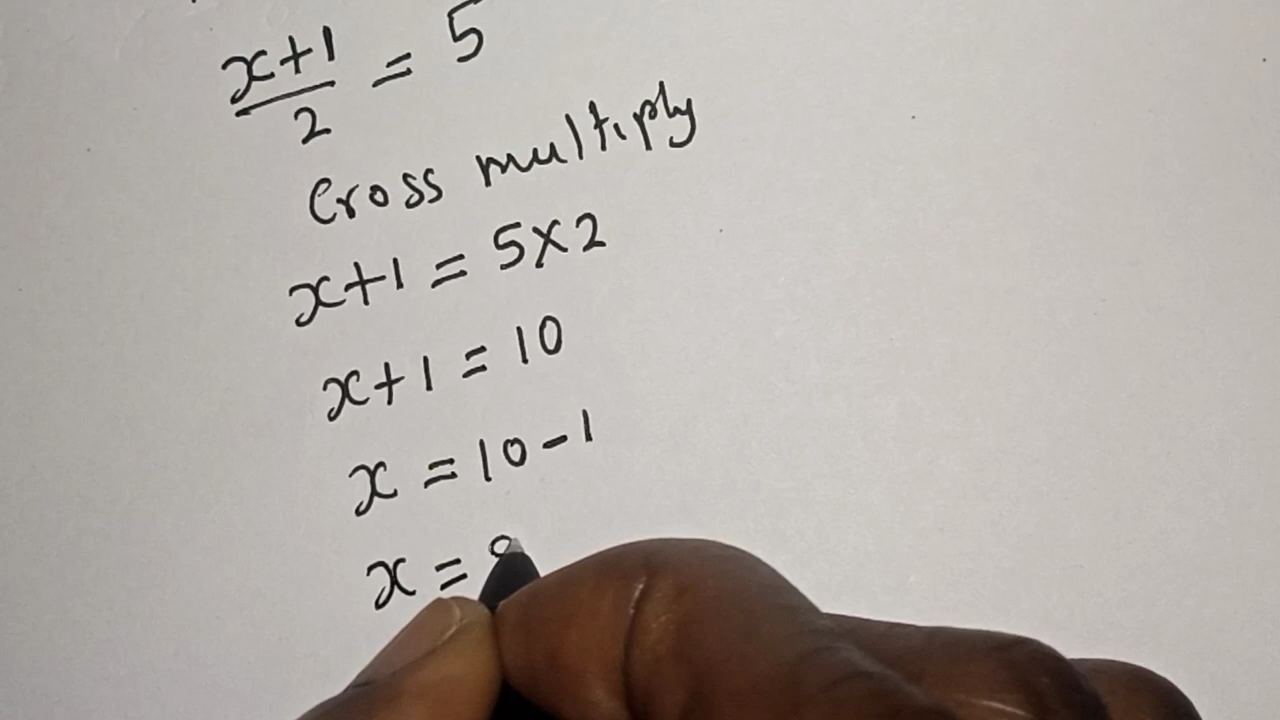 x+1/2 = 5
Cross multiply
x+1 = 5×2
x+1 = 10
x = 10-1
x =